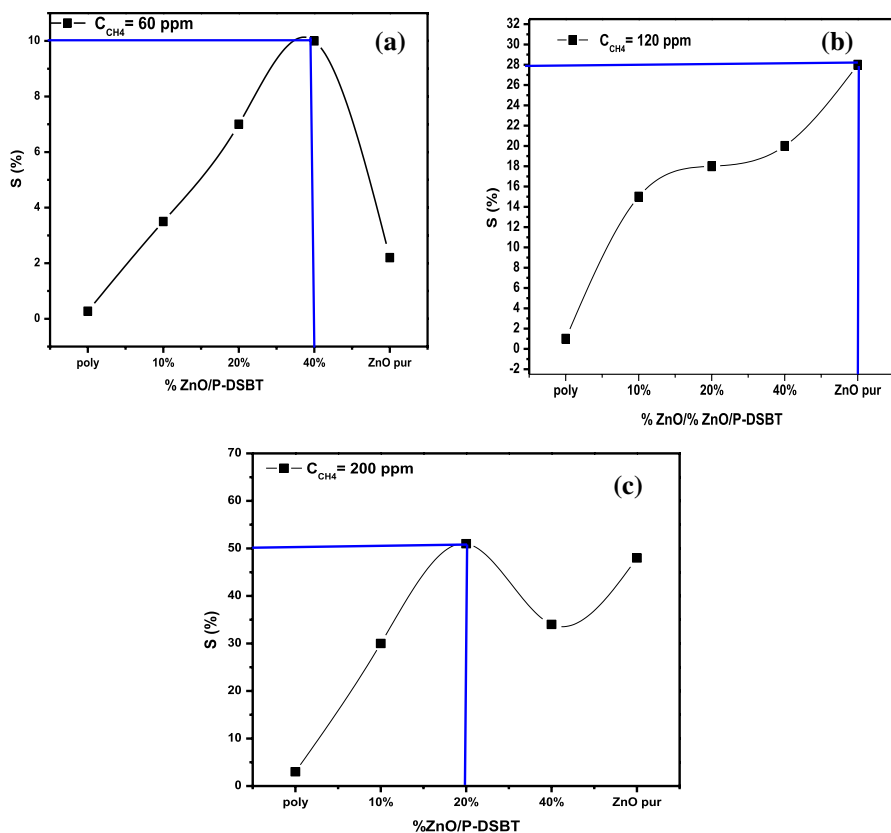 C_CH4 = 60 ppm
(a)
10
8
6
4
2
0
S (%)
poly 10% 20% 40% ZnO pur
% ZnO/P-DSBT
C_CH4 = 120 ppm
(b)
32
30
28
26
24
22
20
18
16
14
12
10
8
6
4
2
0
-2
S (%)
poly 10% 20% 40% ZnO pur
% ZnO/% ZnO/P-DSBT
C_CH4 = 200 ppm
(c)
70
60
50
40
30
20
10
0
S (%)
poly 10% 20% 40% ZnO pur
%ZnO/P-DSBT